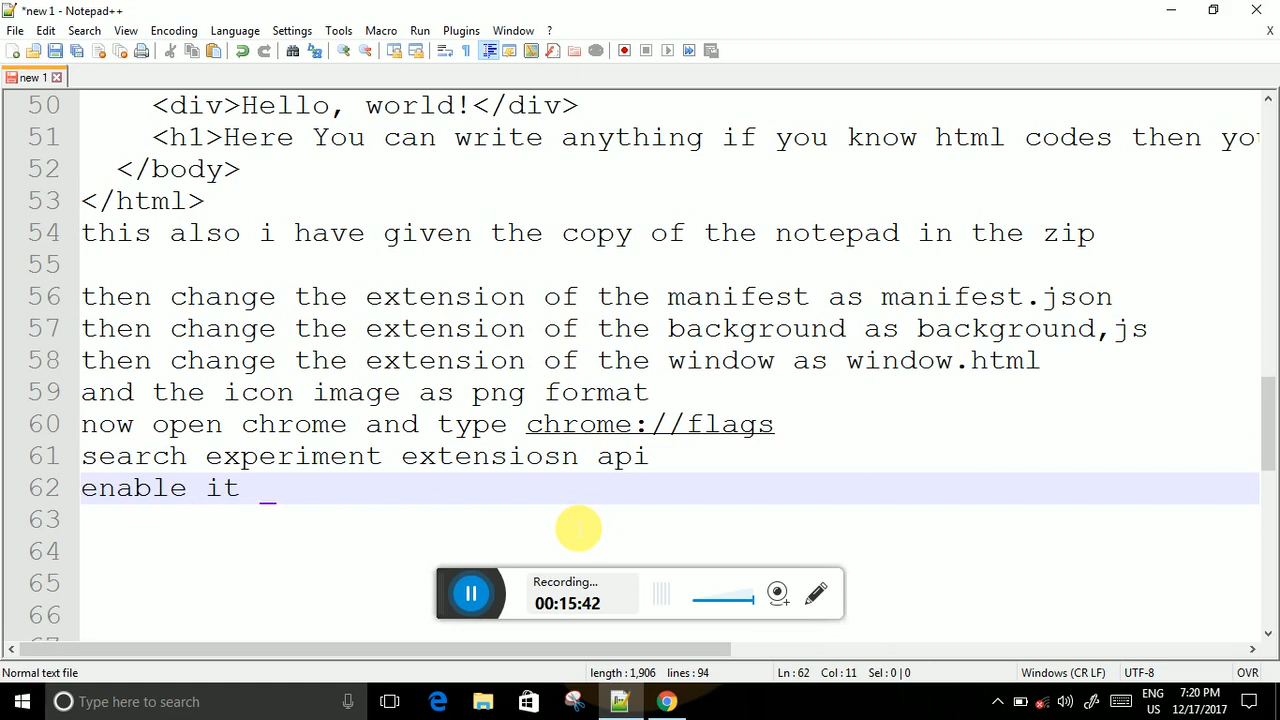 *new 1 - Notepad++
File Edit Search View Encoding Language Settings Tools Macro Run Plugins Window ? X
new 1
50 <div>Hello, world!</div>
51 <h1>Here You can write anything if you know html codes then yo
52 </body>
53 </html>
54 this also i have given the copy of the notepad in the zip
55
56 then change the extension of the manifest as manifest.json
57 then change the extension of the background as background,js
58 then change the extension of the window as window.html
59 and the icon image as png format
60 now open chrome and type chrome://flags
61 search experiment extensiosn api
62 enable it
63
64
65
66
Recording...
00:15:42
Normal text file length : 1,906 lines : 94 Ln : 62 Col : 11 Sel : 0 | 0 Windows (CR LF) UTF-8 OVR
Type here to search
ENG 7:20 PM
US 12/17/2017